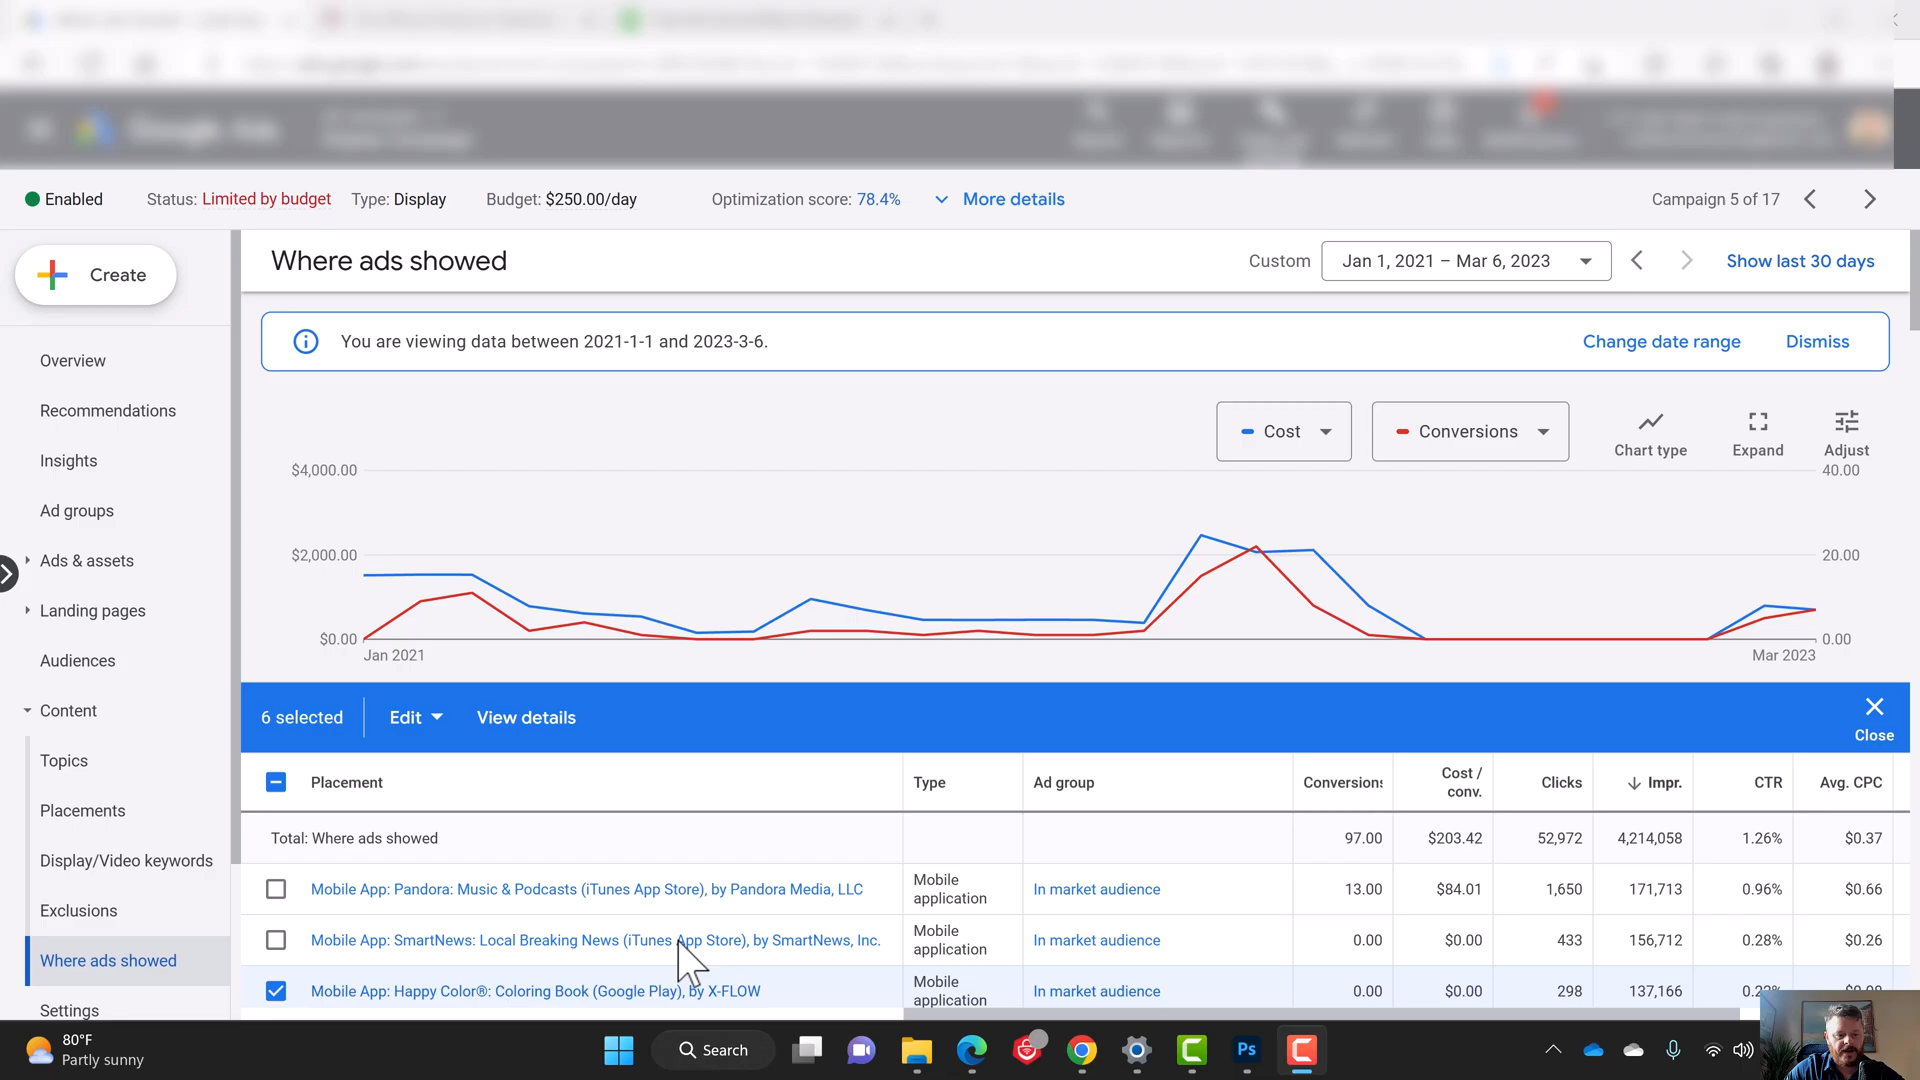 Google Ads
Enabled
Status: Limited by budget
Type: Display
Budget: $250.00/day
Optimization score: 78.4%
More details
Campaign 5 of 17
Create
Where ads showed
Custom
Jan 1, 2021 – Mar 6, 2023
Show last 30 days
You are viewing data between 2021-1-1 and 2023-3-6.
Change date range
Dismiss
Overview
Recommendations
Insights
Ad groups
Ads & assets
Landing pages
Audiences
Content
Topics
Placements
Display/Video keywords
Exclusions
Where ads showed
Settings
Cost
Conversions
Chart type
Expand
Adjust
$4,000.00
40.00
$2,000.00
20.00
$0.00
0.00
Jan 2021
Mar 2023
6 selected
Edit
View details
Close
Placement
Type
Ad group
Conversions
Cost /
conv.
Clicks
Impr.
CTR
Avg. CPC
Total: Where ads showed
97.00
$203.42
52,972
4,214,058
1.26%
$0.37
Mobile App: Pandora: Music & Podcasts (iTunes App Store), by Pandora Media, LLC
Mobile
application
In market audience
13.00
$84.01
1,650
171,713
0.96%
$0.66
Mobile App: SmartNews: Local Breaking News (iTunes App Store), by SmartNews, Inc.
Mobile
application
In market audience
0.00
$0.00
433
156,712
0.28%
$0.26
Mobile App: Happy Color®: Coloring Book (Google Play), by X-FLOW
Mobile
application
In market audience
0.00
$0.00
298
137,166
80°F
Partly sunny
Search
Ps